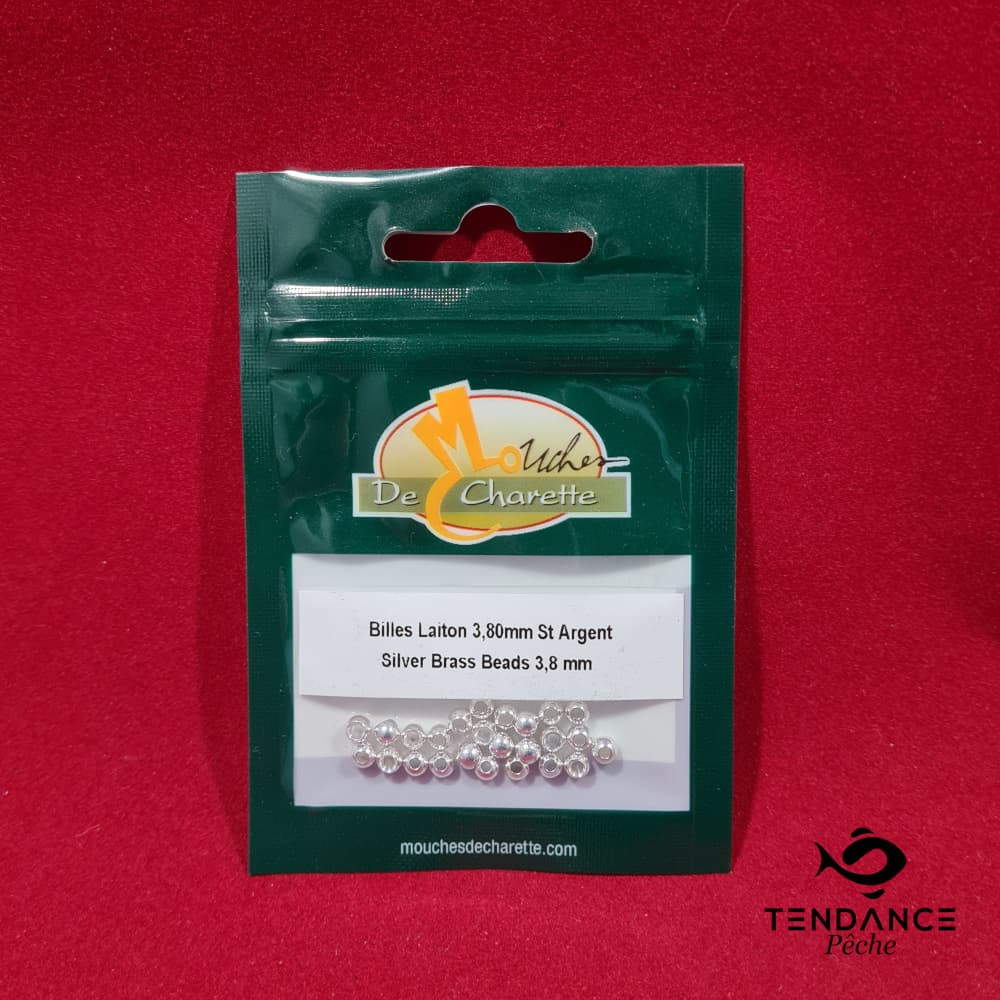 Mouches
De Charette
Billes Laiton 3,80mm St Argent
Silver Brass Beads 3,8 mm
mouchesdecharette.com
TENDANCE
Pêche